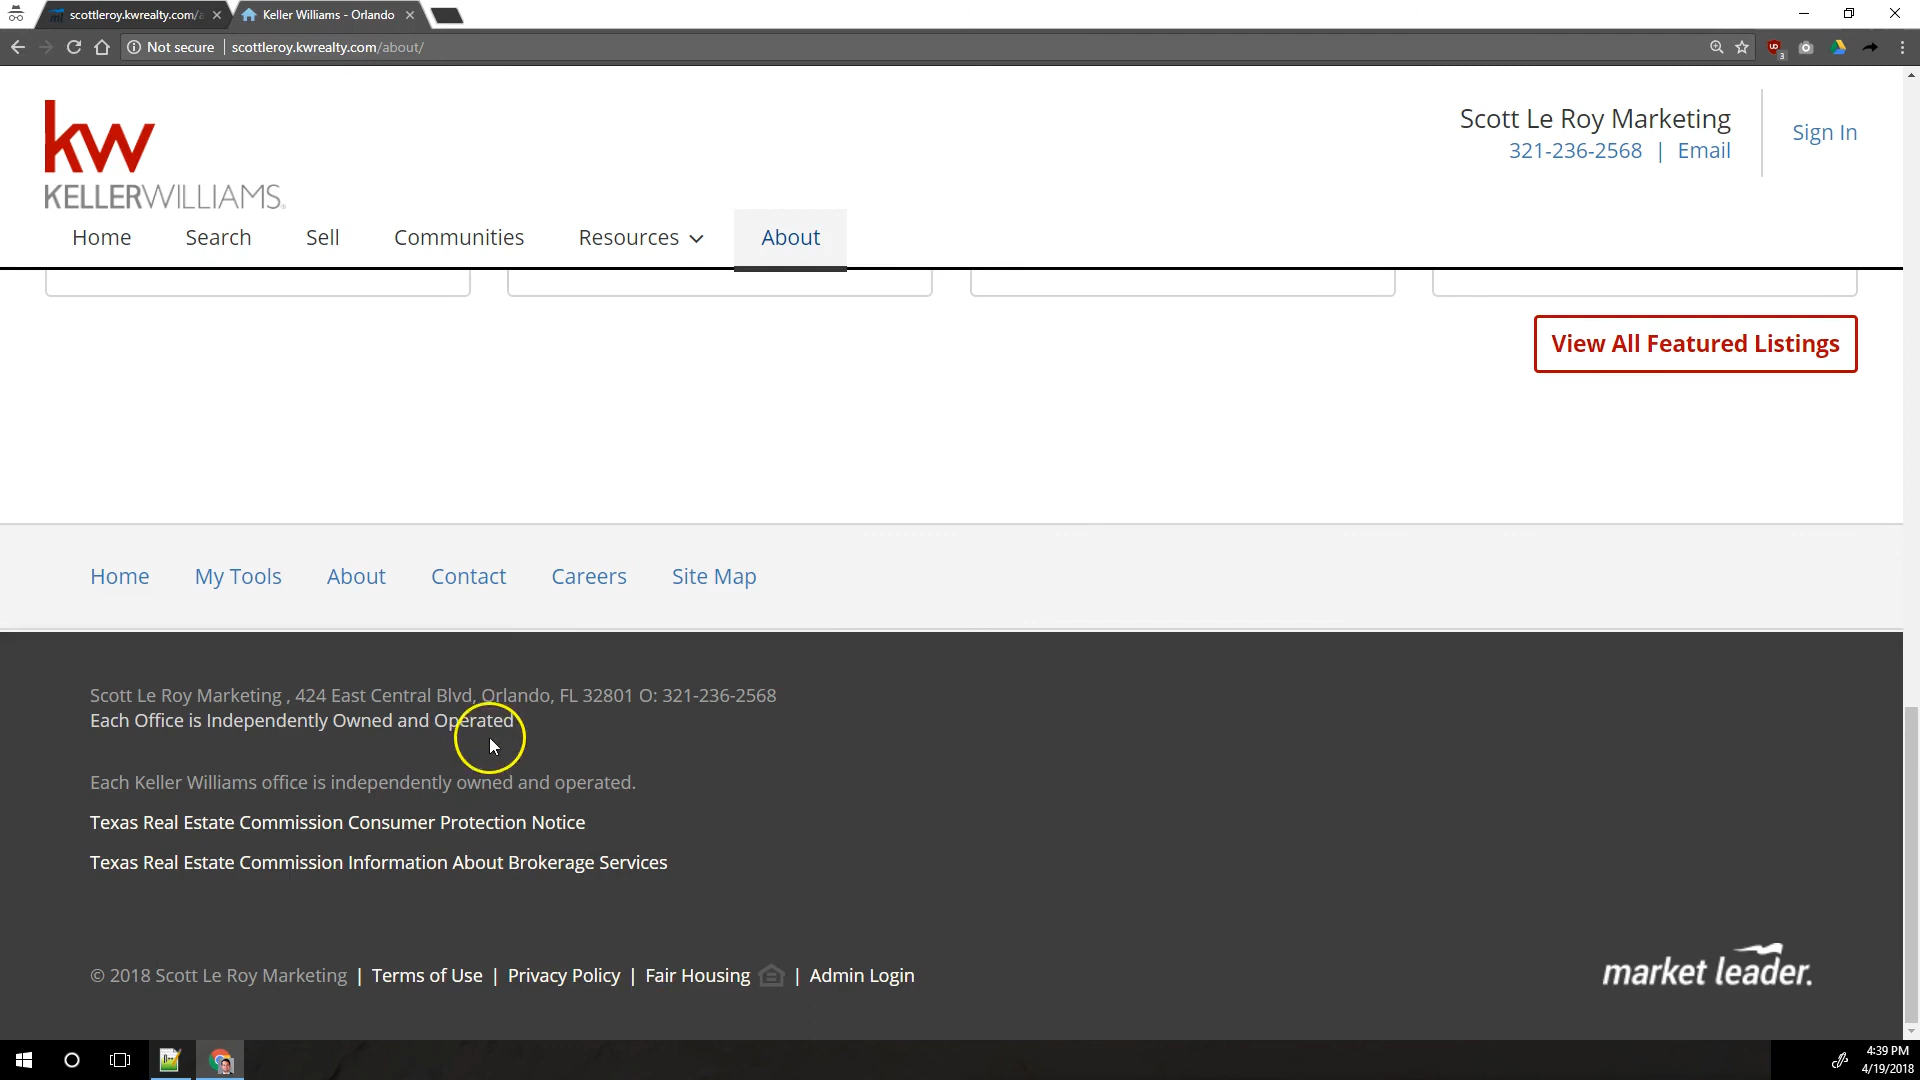 scottleroy.kwrealty.com/a
Keller Williams - Orlando
Not secure
scottleroy.kwrealty.com/about/
3
kw
KELLERWILLIAMS.
Scott Le Roy Marketing
321-236-2568 | Email
Sign In
Home Search Sell Communities Resources About
View All Featured Listings
Home My Tools About Contact Careers Site Map
Scott Le Roy Marketing , 424 East Central Blvd, Orlando, FL 32801 O: 321-236-2568
Each Office is Independently Owned and Operated
Each Keller Williams office is independently owned and operated.
Texas Real Estate Commission Consumer Protection Notice
Texas Real Estate Commission Information About Brokerage Services
© 2018 Scott Le Roy Marketing | Terms of Use | Privacy Policy | Fair Housing | Admin Login
market leader.
4:39 PM
4/19/2018